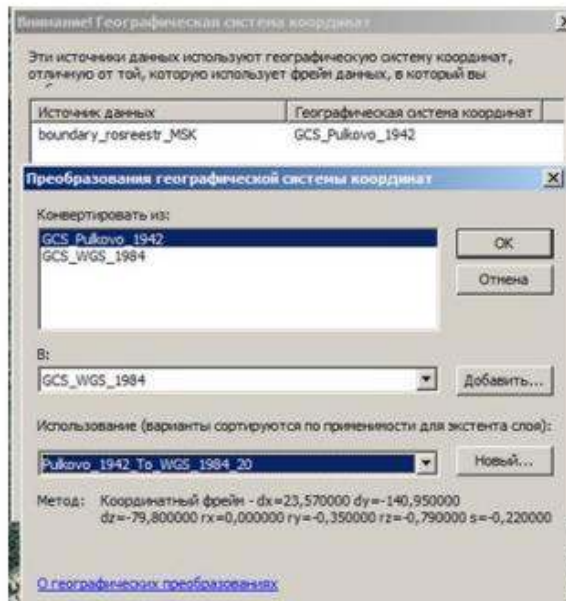 Внимание! Географическая система координат
Эти источники данных используют географическую систему координат,
отличную от той, которую использует фрейм данных, в который вы
Источник данных Географическая система координат
boundary_rosreestr_MSK GCS_Pulkovo_1942
Преобразования географической системы координат
Конвертировать из:
GCS_Pulkovo_1942
GCS_WGS_1984
OK
Отмена
В:
GCS_WGS_1984
Добавить...
Использование (варианты сортируются по применимости для экстента слоя):
Pulkovo_1942_To_WGS_1984_20
Новый...
Метод: Координатный фрейм - dx=23,570000 dy=-140,950000
dz=-79,800000 rx=0,000000 ry=-0,350000 rz=-0,790000 s=-0,220000
О географических преобразованиях